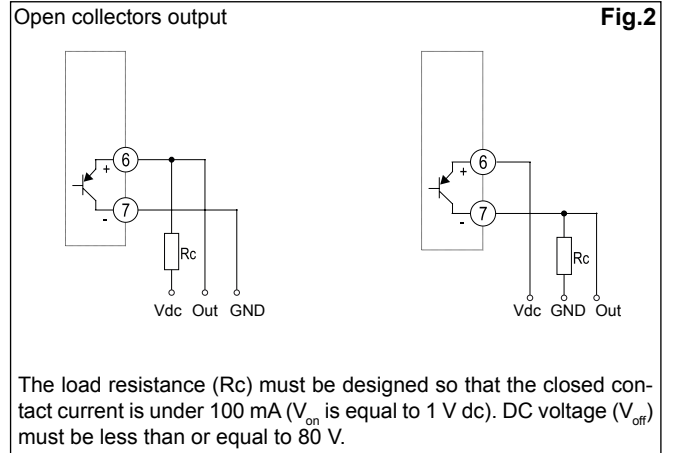 Open collectors output Fig.2
6 6
+ +
7 7
- -
Rc Rc
Vdc Out GND Vdc GND Out
The load resistance (Rc) must be designed so that the closed con-
tact current is under 100 mA (Von is equal to 1 V dc). DC voltage (Voff)
must be less than or equal to 80 V.